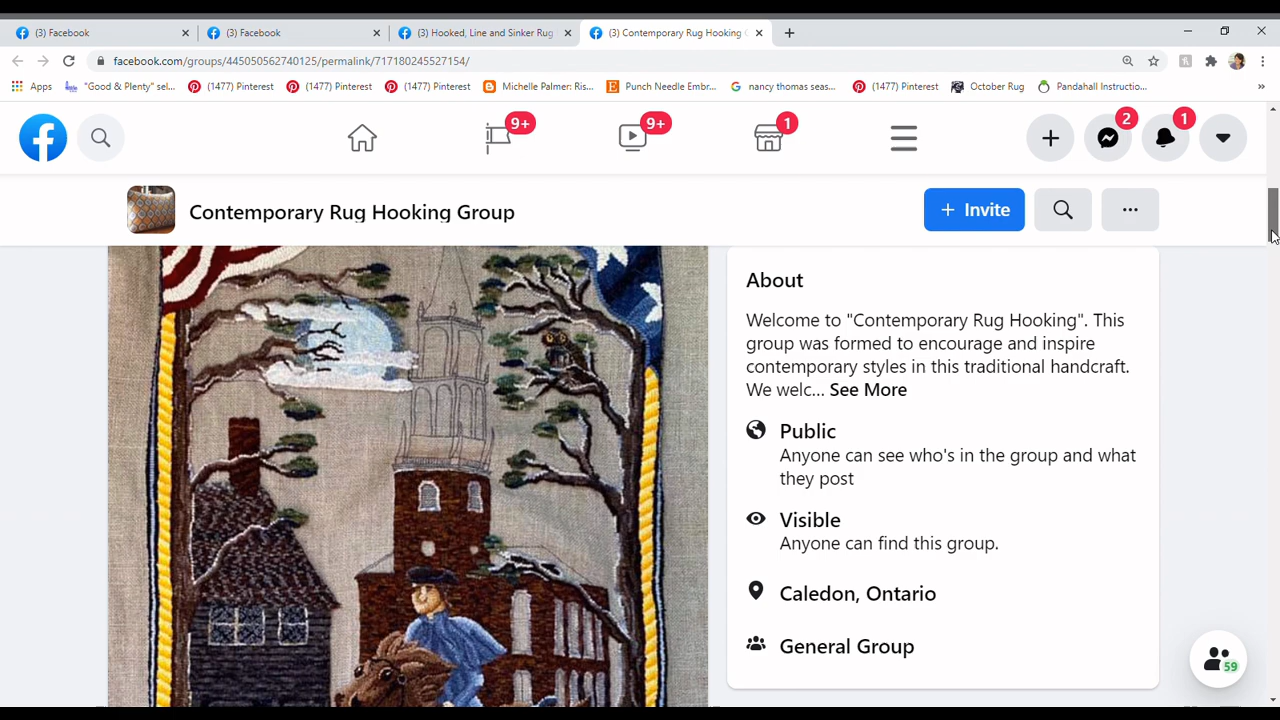 (3) Facebook
(3) Facebook
(3) Hooked, Line and Sinker Rug
(3) Contemporary Rug Hooking G
facebook.com/groups/445050562740125/permalink/717180245527154/
Apps
"Good & Plenty" sel...
(1477) Pinterest
(1477) Pinterest
(1477) Pinterest
Michelle Palmer: Ris...
Punch Needle Embr...
nancy thomas seas...
(1477) Pinterest
October Rug
Pandahall Instructio...
»
9+
9+
1
2
1
Contemporary Rug Hooking Group
+ Invite
...
About
Welcome to "Contemporary Rug Hooking". This
group was formed to encourage and inspire
contemporary styles in this traditional handcraft.
We welc... See More
Public
Anyone can see who's in the group and what
they post
Visible
Anyone can find this group.
Caledon, Ontario
General Group
59